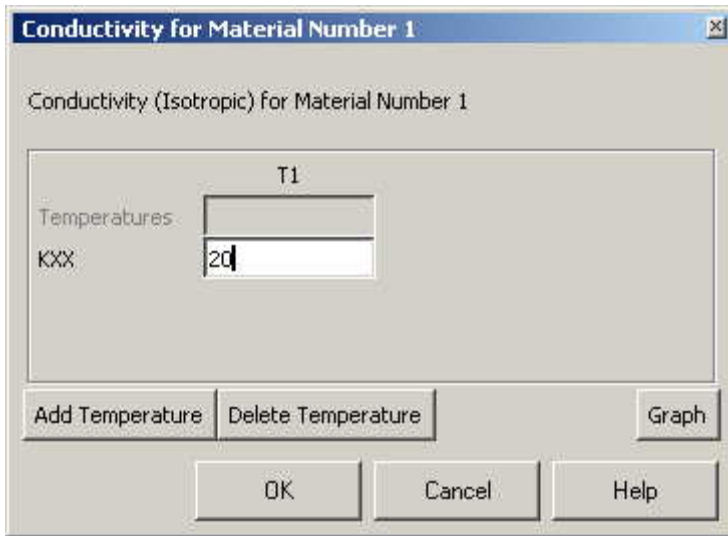 Conductivity for Material Number 1
Conductivity (Isotropic) for Material Number 1
T1
Temperatures
KXX 20
Add Temperature Delete Temperature Graph
OK Cancel Help